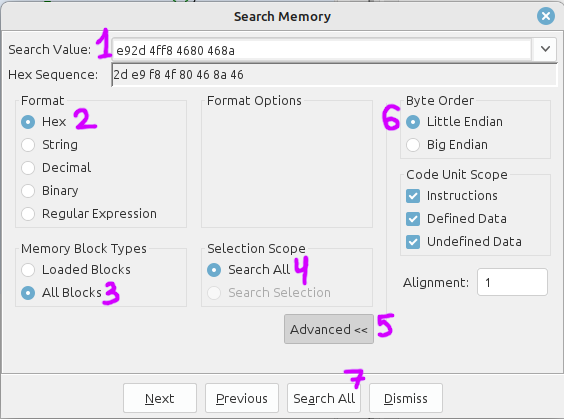 Search Memory
1
Search Value: e92d 4ff8 4680 468a
Hex Sequence: 2d e9 f8 4f 80 46 8a 46
Format
Hex 2
String
Decimal
Binary
Regular Expression
Format Options
6
Byte Order
Little Endian
Big Endian
Code Unit Scope
Instructions
Defined Data
Undefined Data
Memory Block Types
Loaded Blocks
All Blocks 3
Selection Scope
Search All 4
Search Selection
Alignment: 1
Advanced << 5
7
Next Previous Search All Dismiss